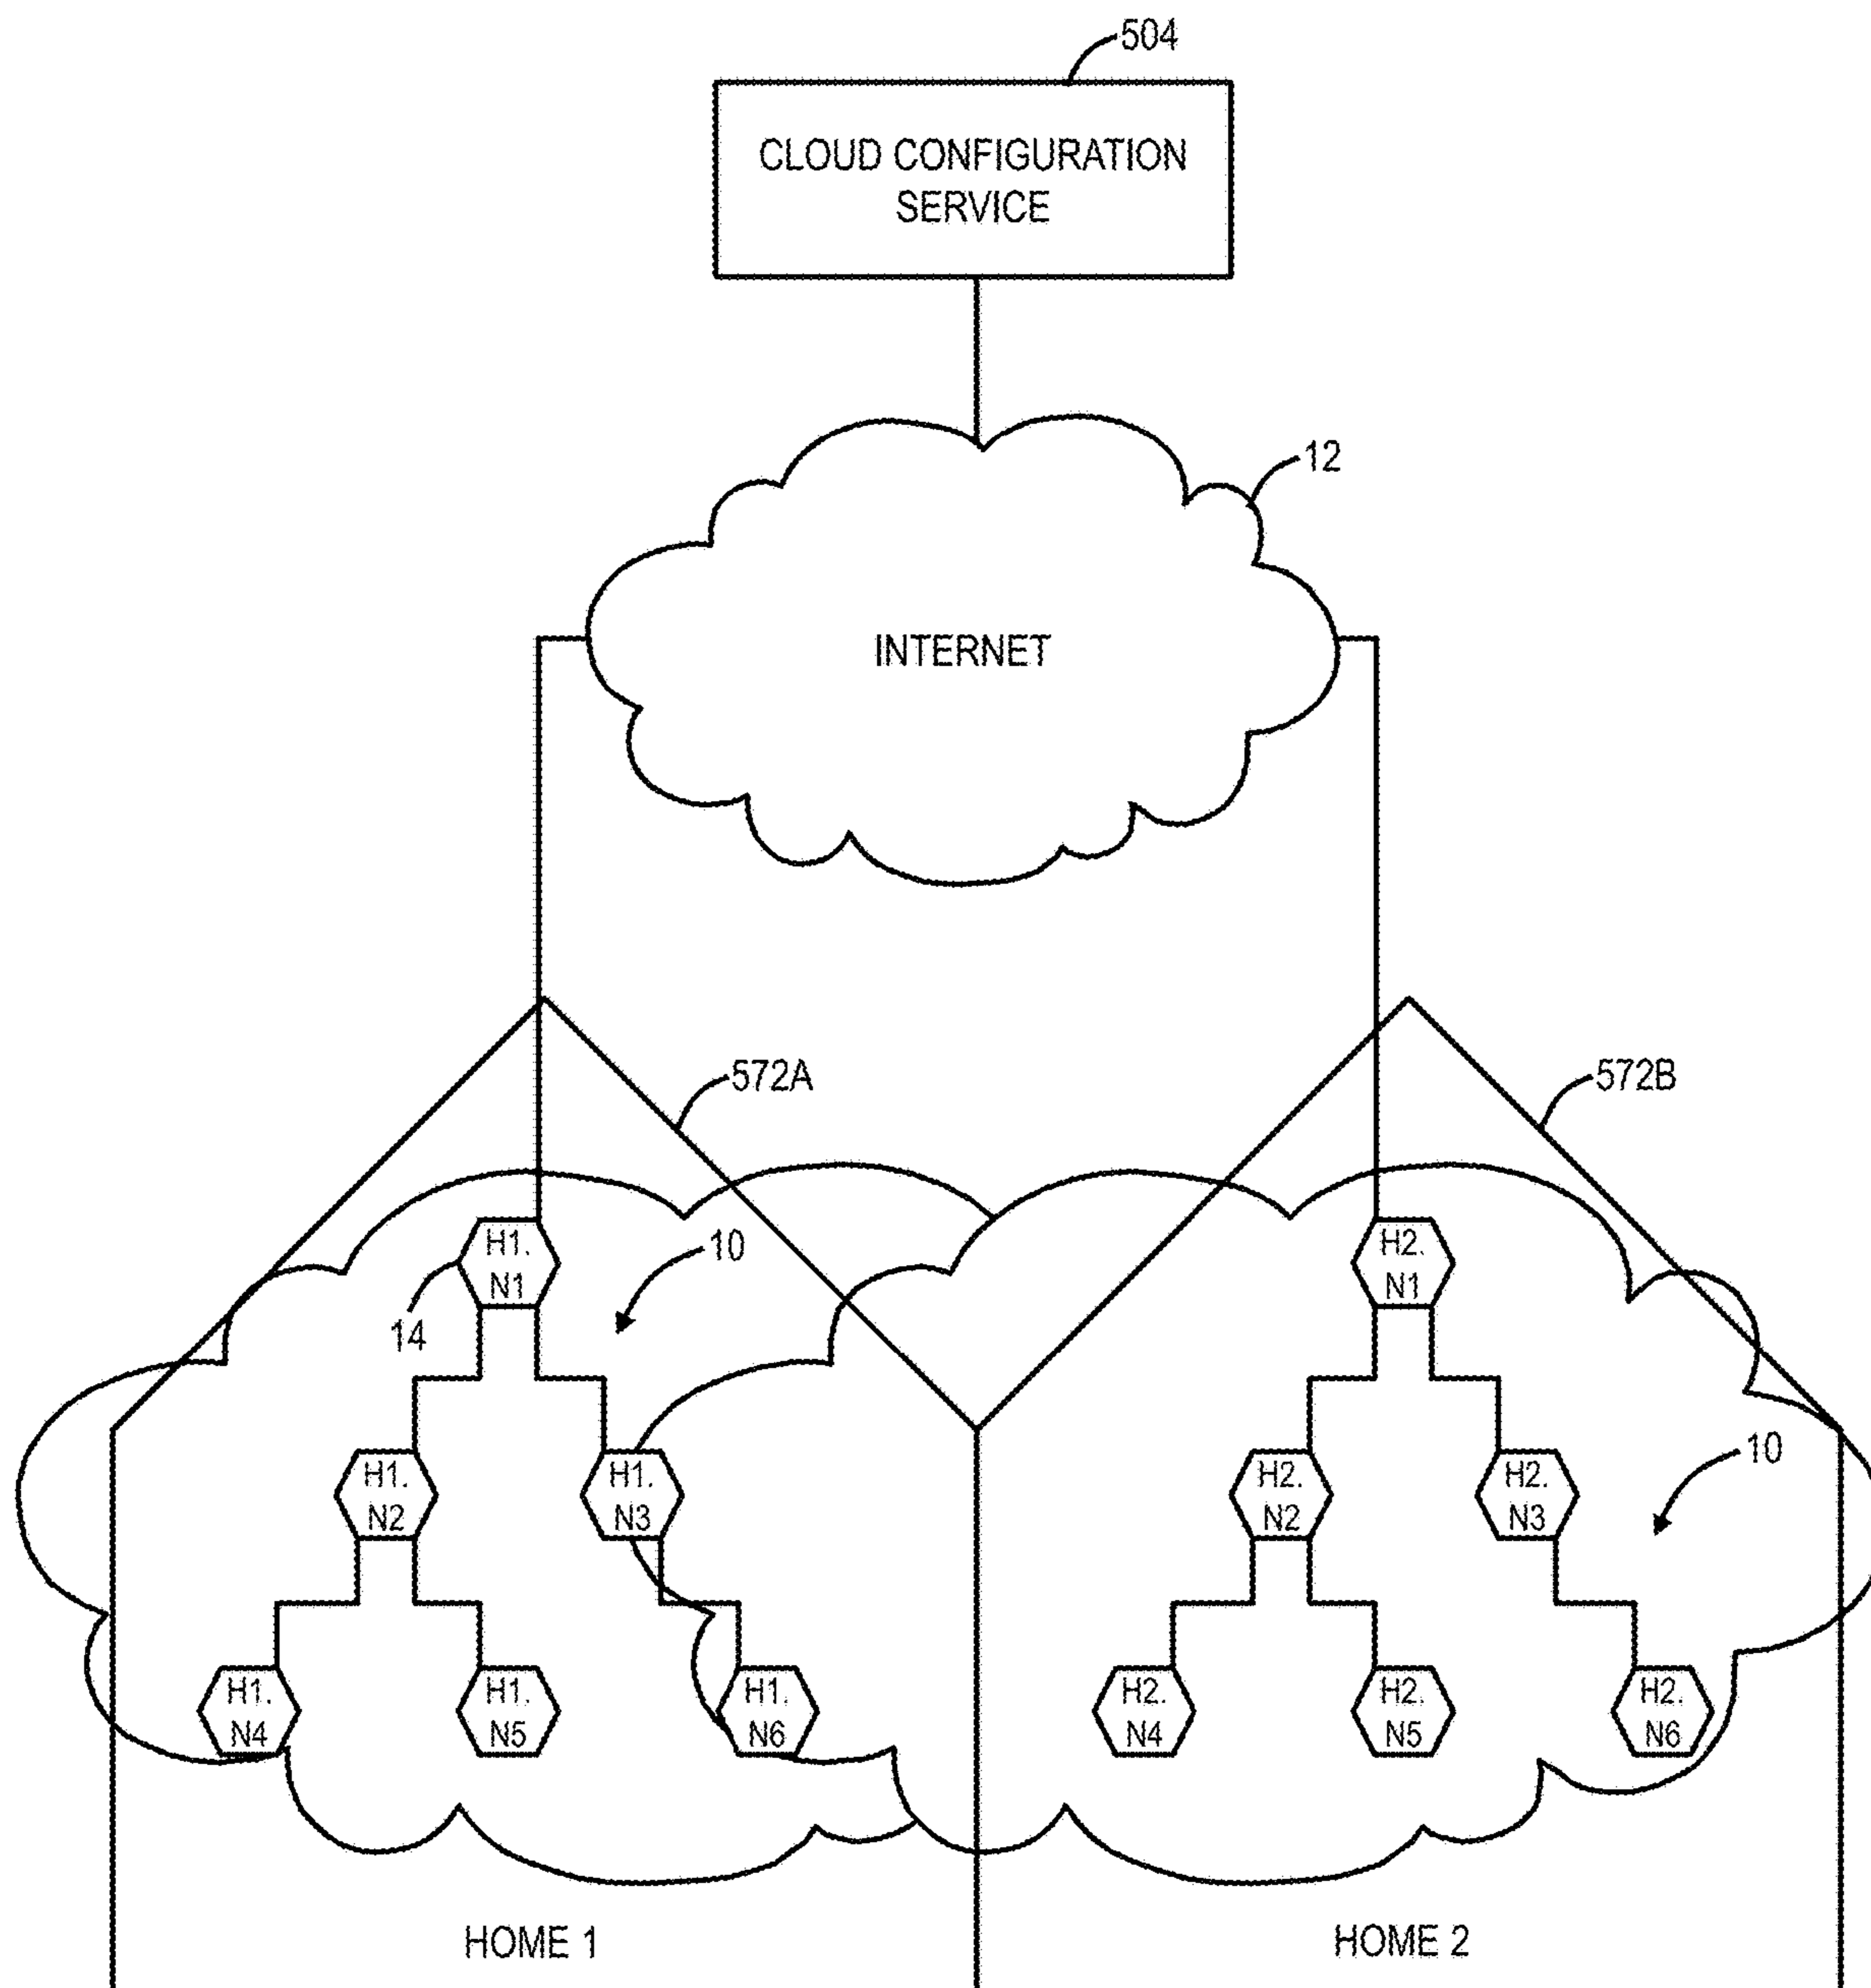 504
CLOUD CONFIGURATION
SERVICE
12
INTERNET
572A
572B
H1.
N1
10
14
H2.
N1
H1.
N2
H1.
N3
H2.
N2
H2.
N3
10
H1.
N4
H1.
N5
H1.
N6
H2.
N4
H2.
N5
H2.
N6
HOME 1
HOME 2